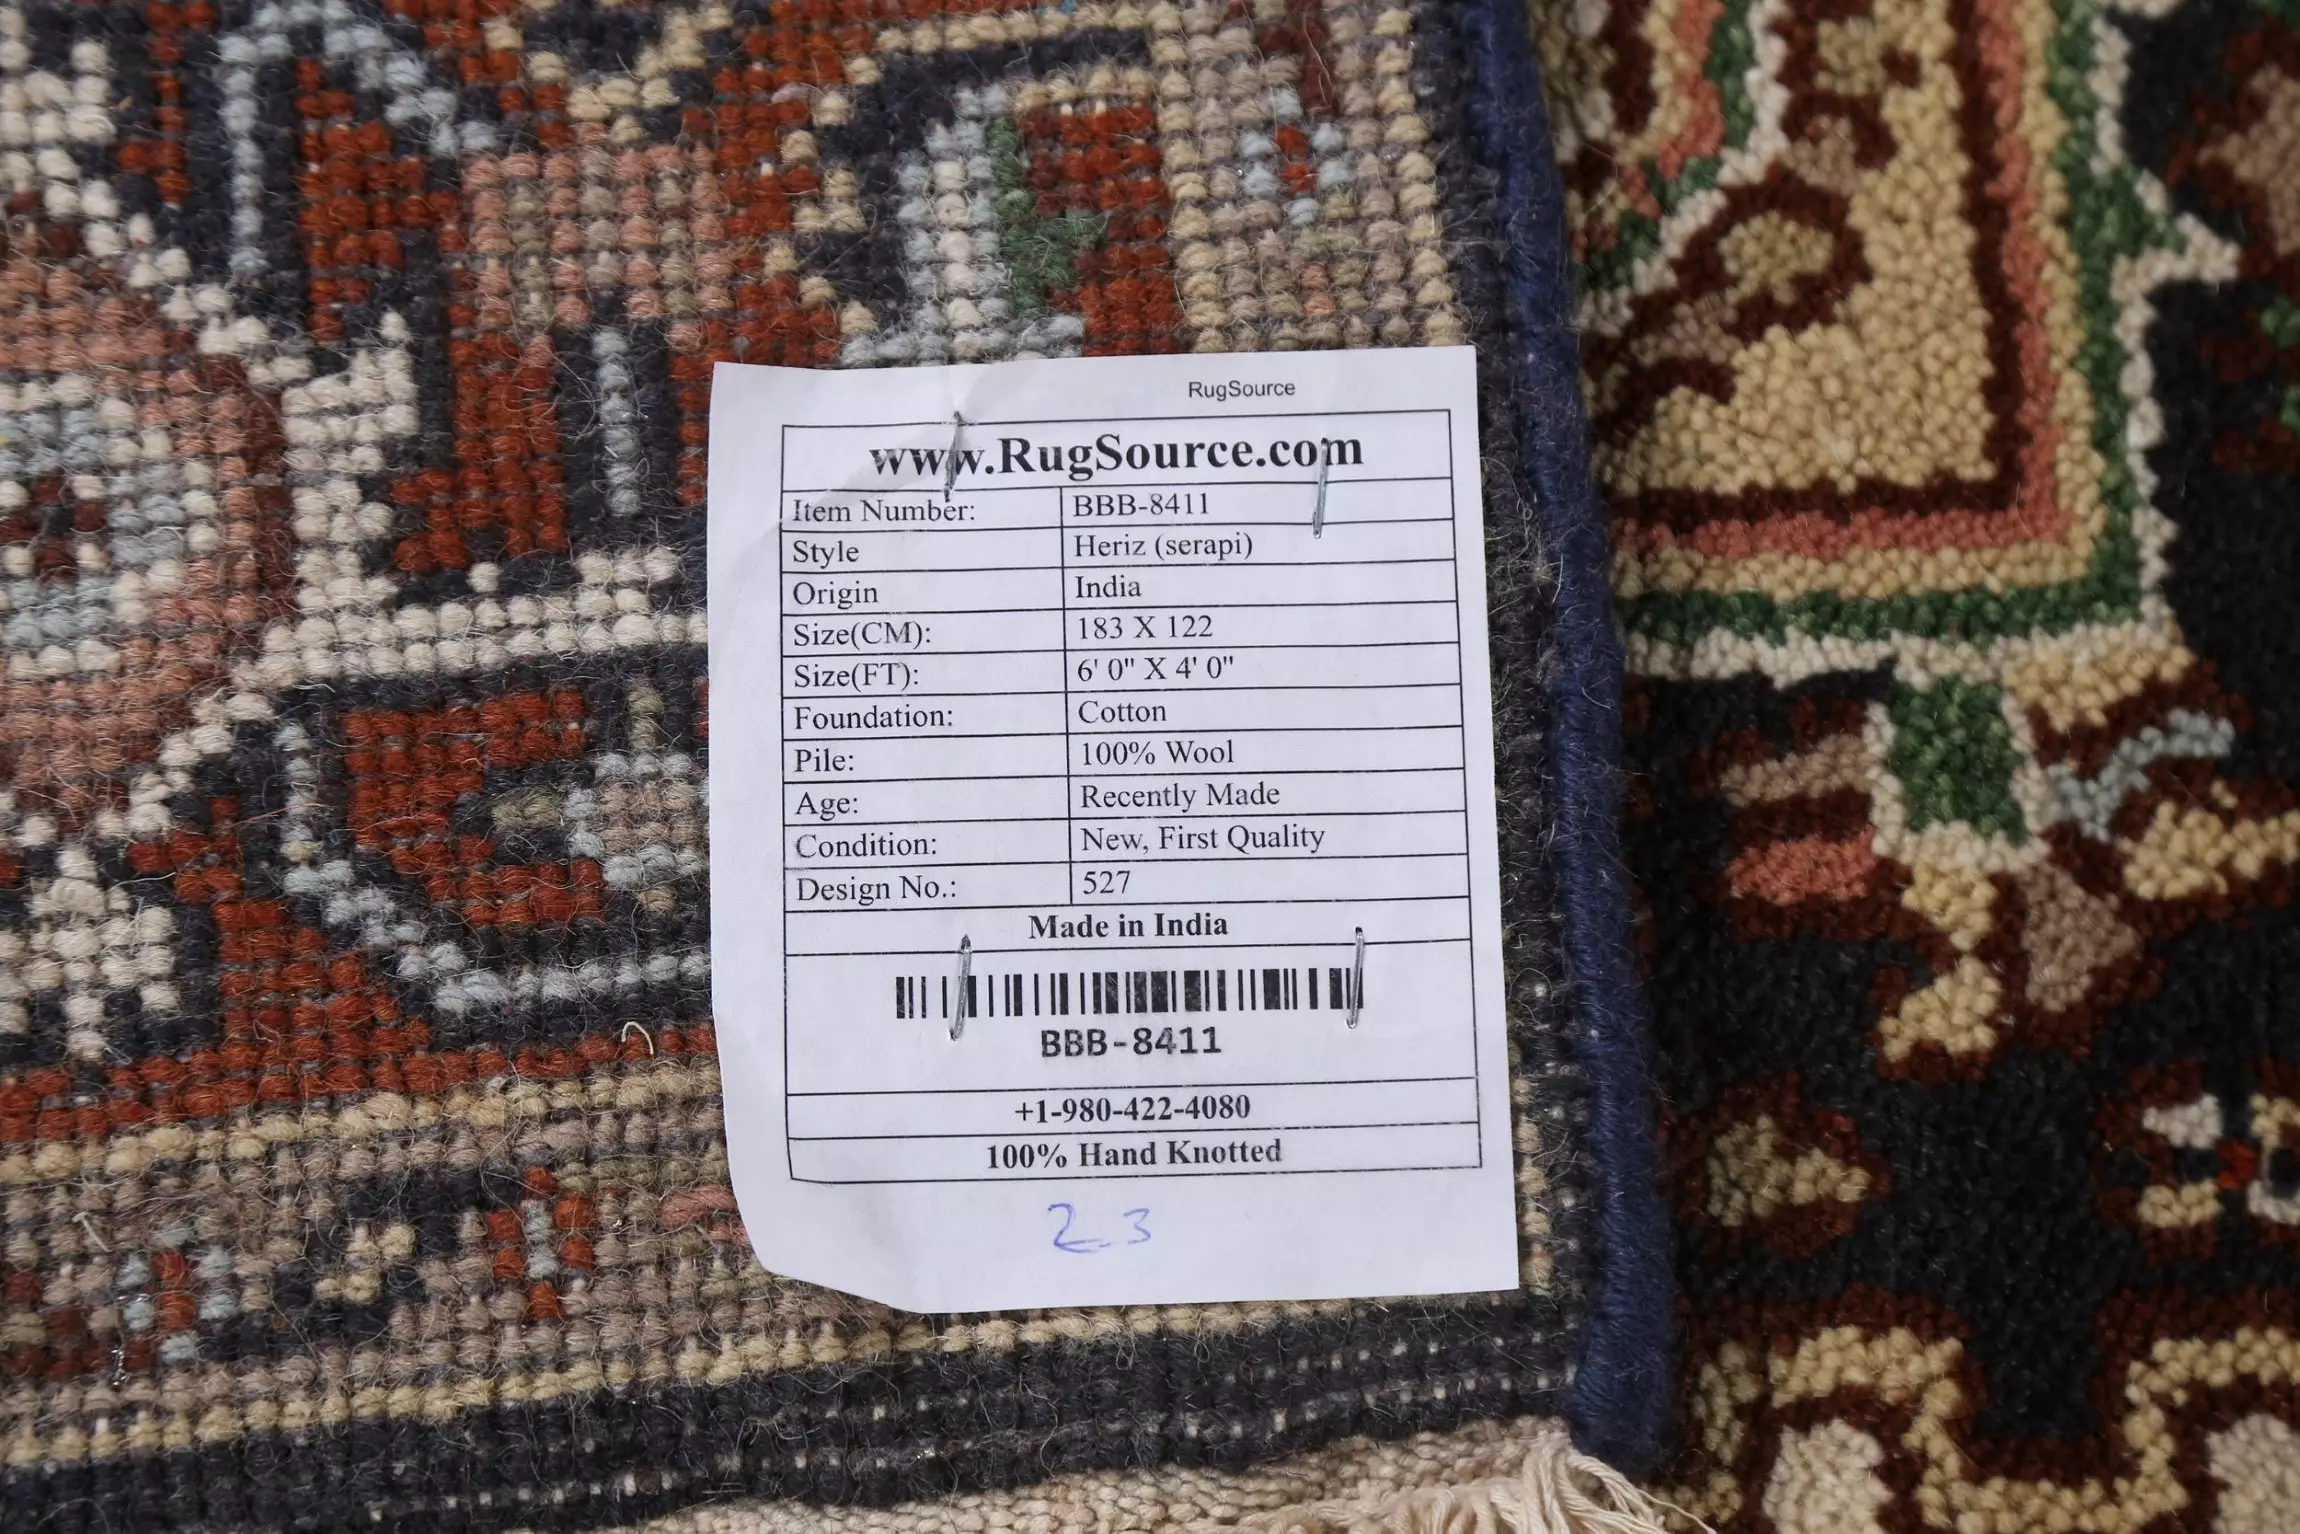 RugSource
www.RugSource.com
Item Number: BBB-8411
Style Heriz (serapi)
Origin India
Size(CM): 183 X 122
Size(FT): 6' 0" X 4' 0"
Foundation: Cotton
Pile: 100% Wool
Age: Recently Made
Condition: New, First Quality
Design No.: 527
Made in India
BBB-8411
+1-980-422-4080
100% Hand Knotted
2-3